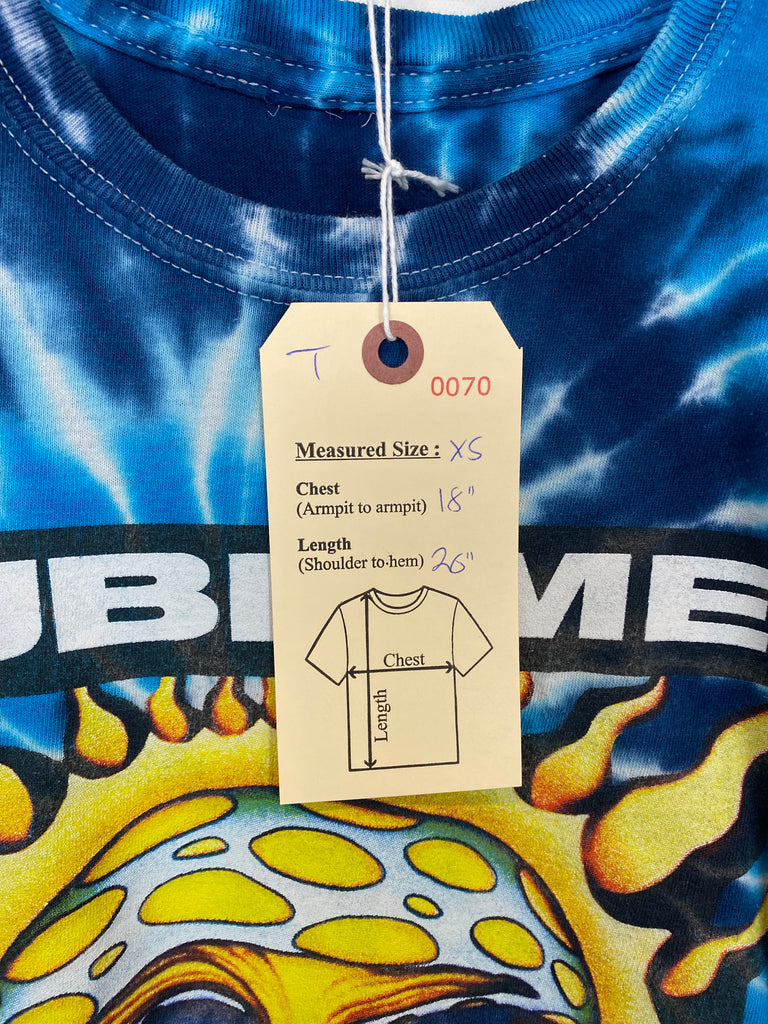 T
0070
Measured Size : XS
Chest
(Armpit to armpit) 18"
Length
(Shoulder to hem) 26"
Chest
Length
UBL ME